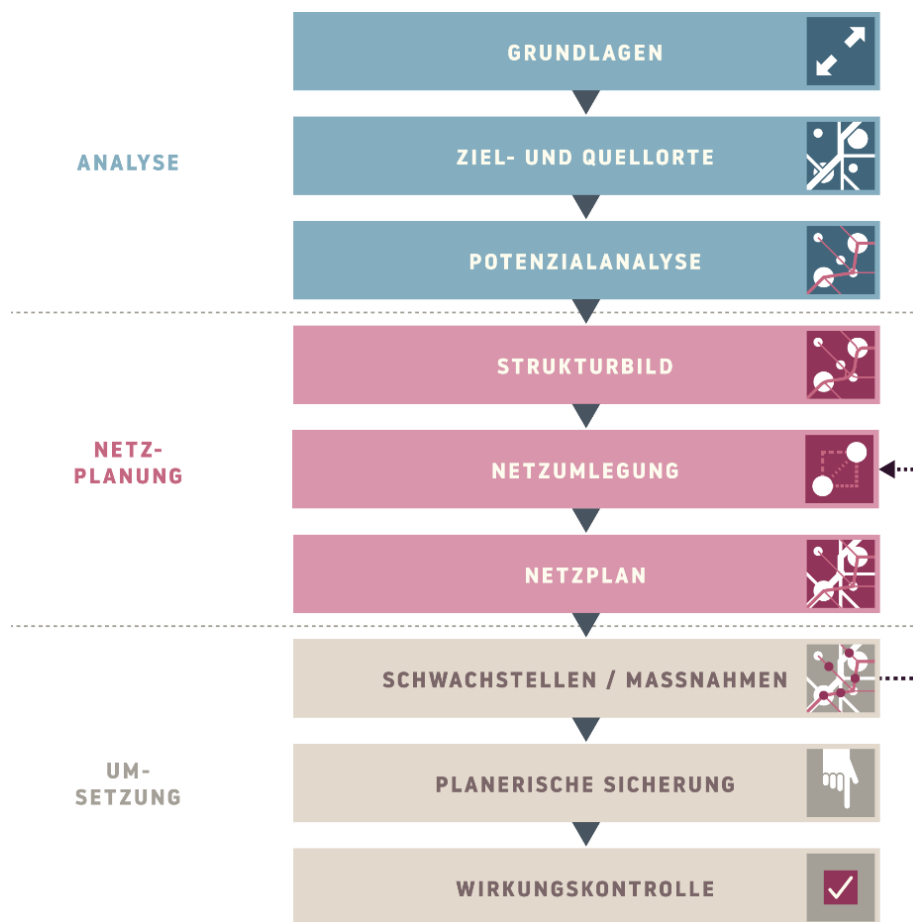 GRUNDLAGEN
ANALYSE
ZIEL- UND QUELLORTE
POTENZIALANALYSE
STRUKTURBILD
NETZ-
PLANUNG
NETZUMLEGUNG
NETZPLAN
SCHWACHSTELLEN / MASSNAHMEN
UM-
SETZUNG
PLANERISCHE SICHERUNG
WIRKUNGSKONTROLLE